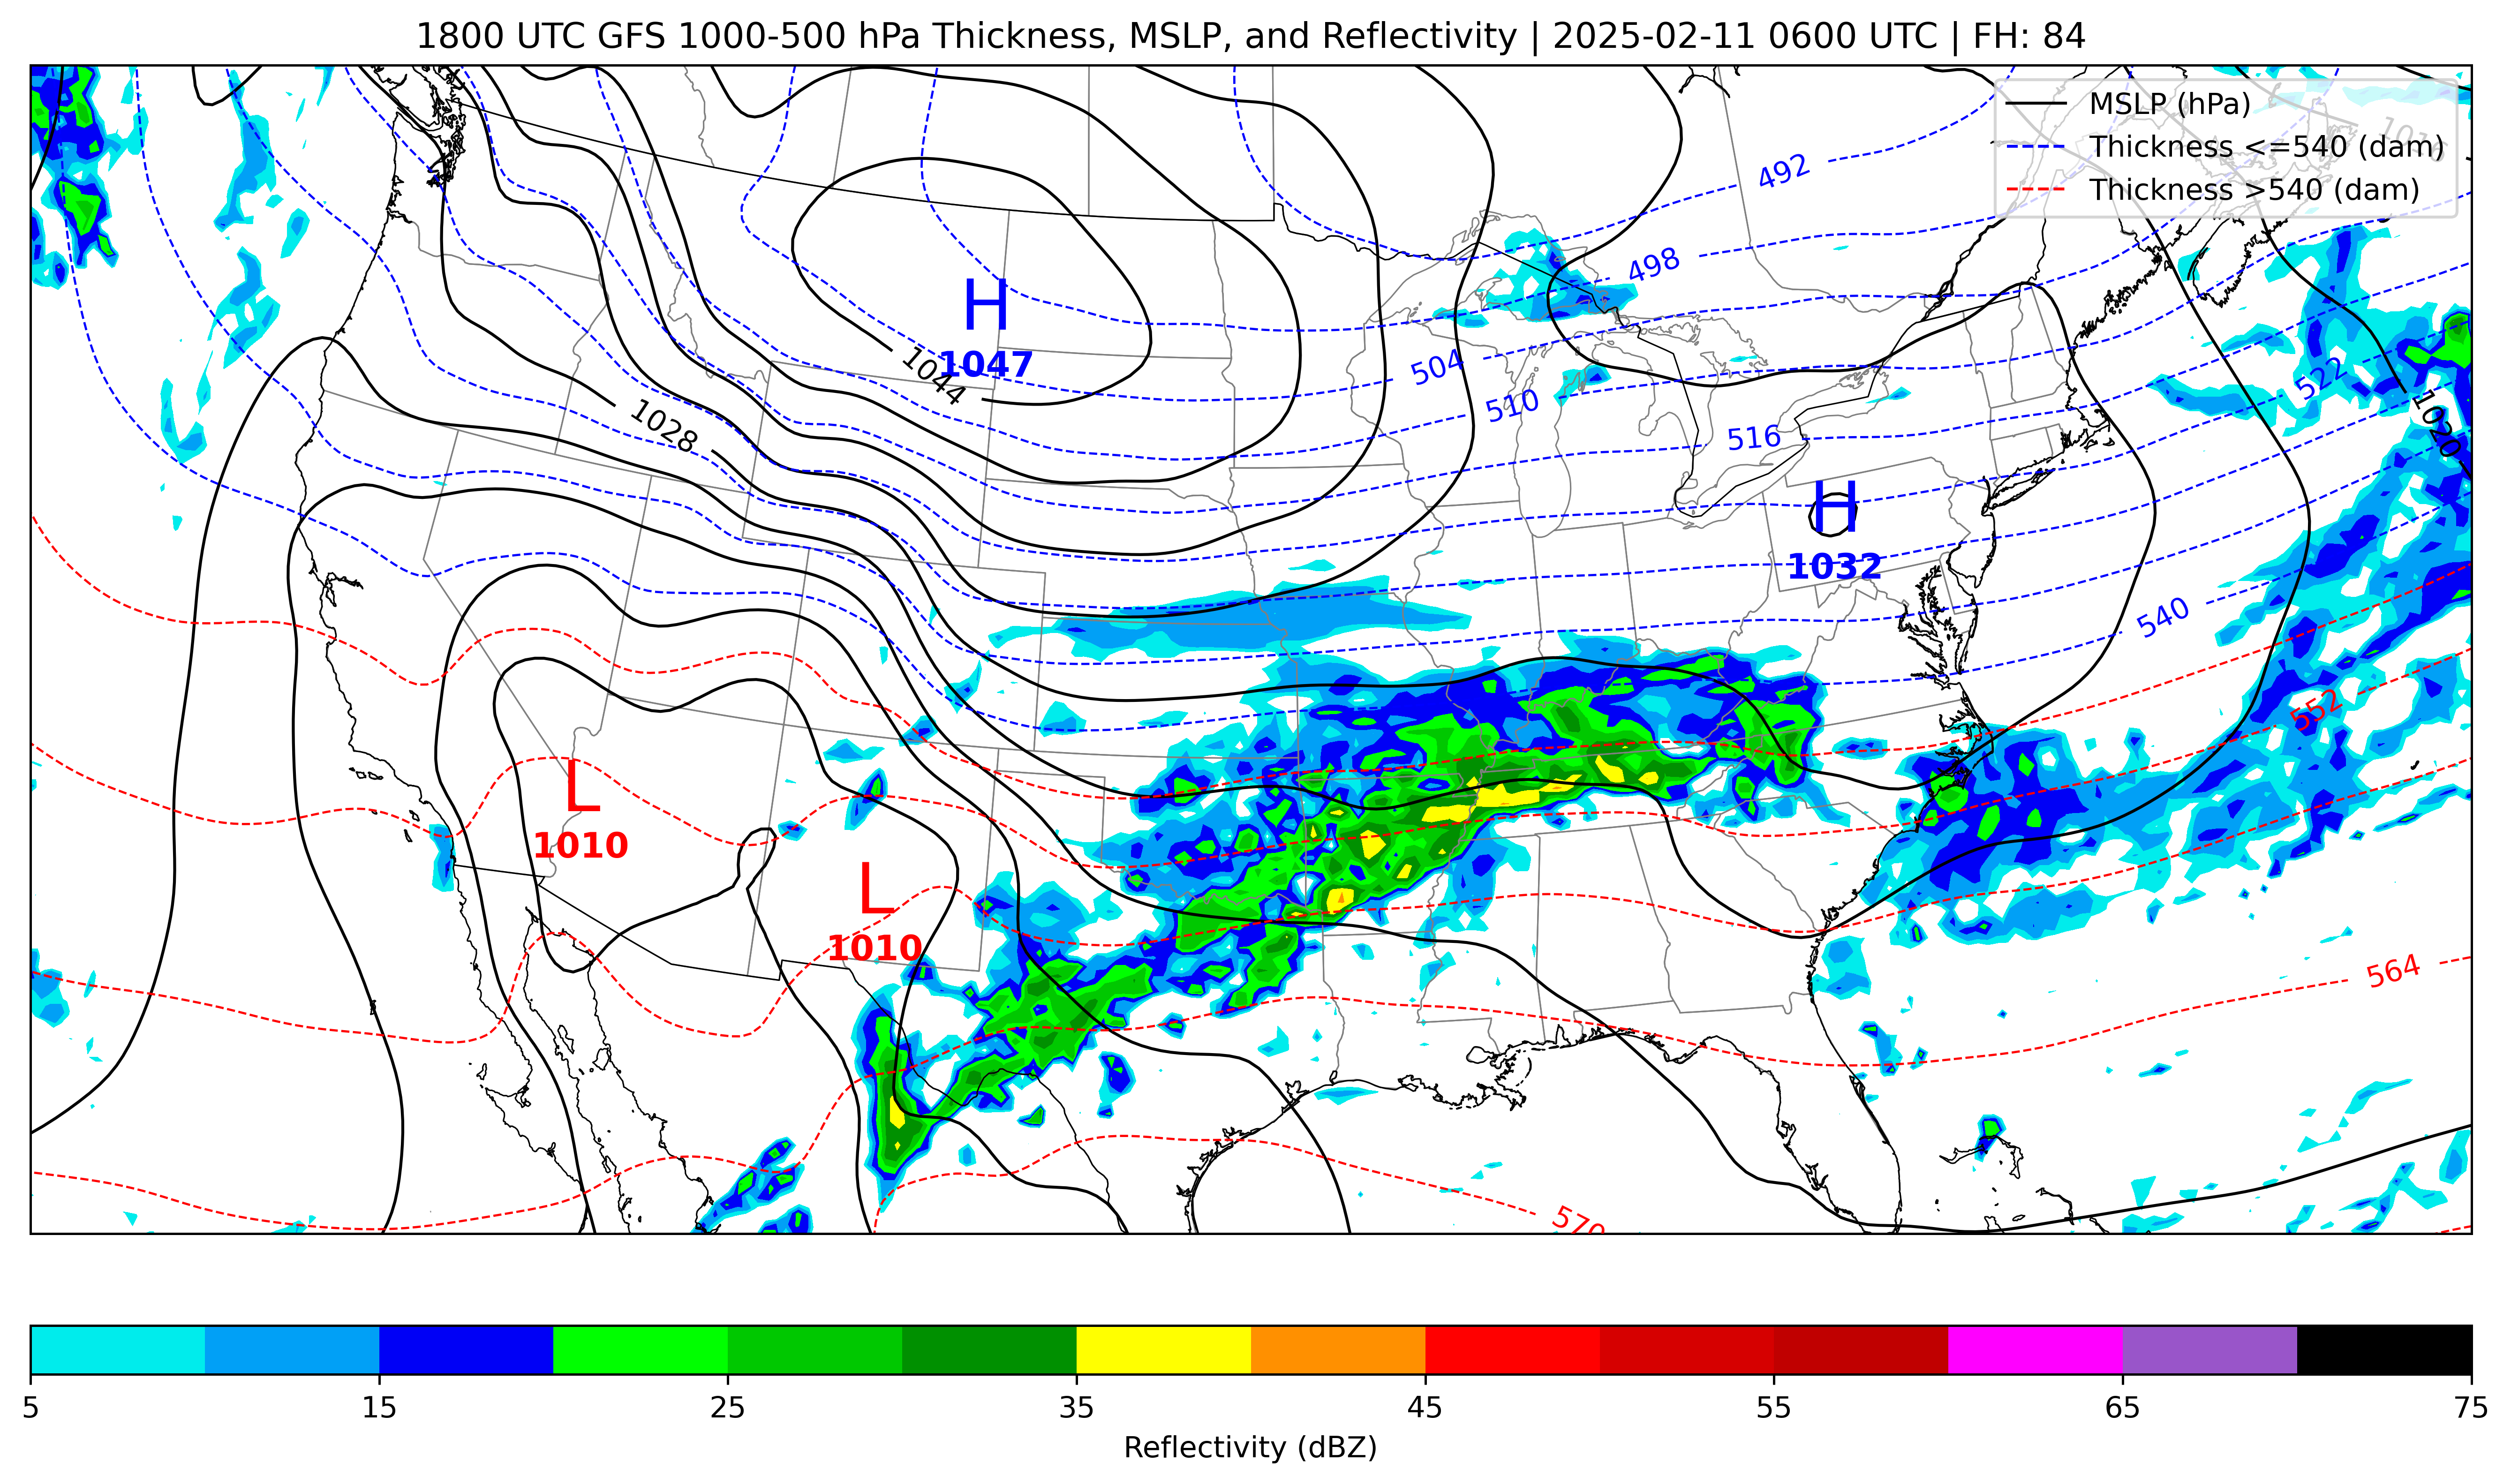 1800 UTC GFS 1000-500 hPa Thickness, MSLP, and Reflectivity | 2025-02-11 0600 UTC | FH: 84
MSLP (hPa)
Thickness <=540 (dam)
Thickness >540 (dam)
1016
492
498
504
510
516
522
540
552
564
570
1020
1028
1044
H
1047
H
1032
L
1010
L
1010
5 15 25 35 45 55 65 75
Reflectivity (dBZ)